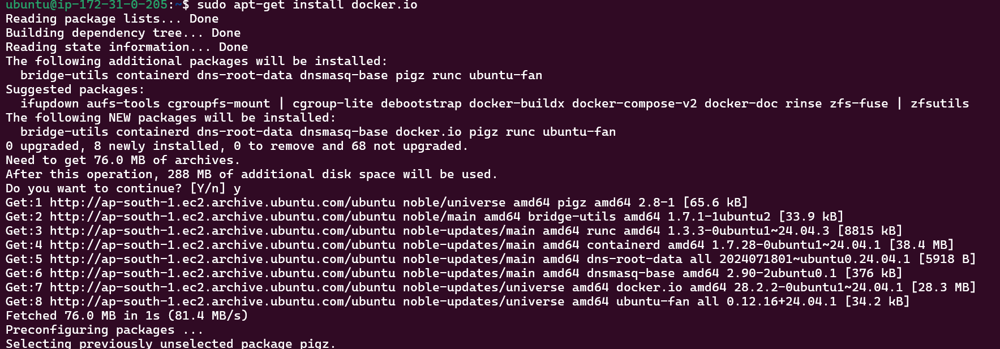 ubuntu@ip-172-31-0-205:~$ sudo apt-get install docker.io
Reading package lists... Done
Building dependency tree... Done
Reading state information... Done
The following additional packages will be installed:
  bridge-utils containerd dns-root-data dnsmasq-base pigz runc ubuntu-fan
Suggested packages:
  ifupdown aufs-tools cgroupfs-mount | cgroup-lite debootstrap docker-buildx docker-compose-v2 docker-doc rinse zfs-fuse | zfsutils
The following NEW packages will be installed:
  bridge-utils containerd dns-root-data dnsmasq-base docker.io pigz runc ubuntu-fan
0 upgraded, 8 newly installed, 0 to remove and 68 not upgraded.
Need to get 76.0 MB of archives.
After this operation, 288 MB of additional disk space will be used.
Do you want to continue? [Y/n] y
Get:1 http://ap-south-1.ec2.archive.ubuntu.com/ubuntu noble/universe amd64 pigz amd64 2.8-1 [65.6 kB]
Get:2 http://ap-south-1.ec2.archive.ubuntu.com/ubuntu noble/main amd64 bridge-utils amd64 1.7.1-1ubuntu2 [33.9 kB]
Get:3 http://ap-south-1.ec2.archive.ubuntu.com/ubuntu noble-updates/main amd64 runc amd64 1.3.3-0ubuntu1~24.04.3 [8815 kB]
Get:4 http://ap-south-1.ec2.archive.ubuntu.com/ubuntu noble-updates/main amd64 containerd amd64 1.7.28-0ubuntu1~24.04.1 [38.4 MB]
Get:5 http://ap-south-1.ec2.archive.ubuntu.com/ubuntu noble-updates/main amd64 dns-root-data all 2024071801~ubuntu0.24.04.1 [5918 B]
Get:6 http://ap-south-1.ec2.archive.ubuntu.com/ubuntu noble-updates/main amd64 dnsmasq-base amd64 2.90-2ubuntu0.1 [376 kB]
Get:7 http://ap-south-1.ec2.archive.ubuntu.com/ubuntu noble-updates/universe amd64 docker.io amd64 28.2.2-0ubuntu1~24.04.1 [28.3 MB]
Get:8 http://ap-south-1.ec2.archive.ubuntu.com/ubuntu noble-updates/universe amd64 ubuntu-fan all 0.12.16+24.04.1 [34.2 kB]
Fetched 76.0 MB in 1s (81.4 MB/s)
Preconfiguring packages ...
Selecting previously unselected package pigz.